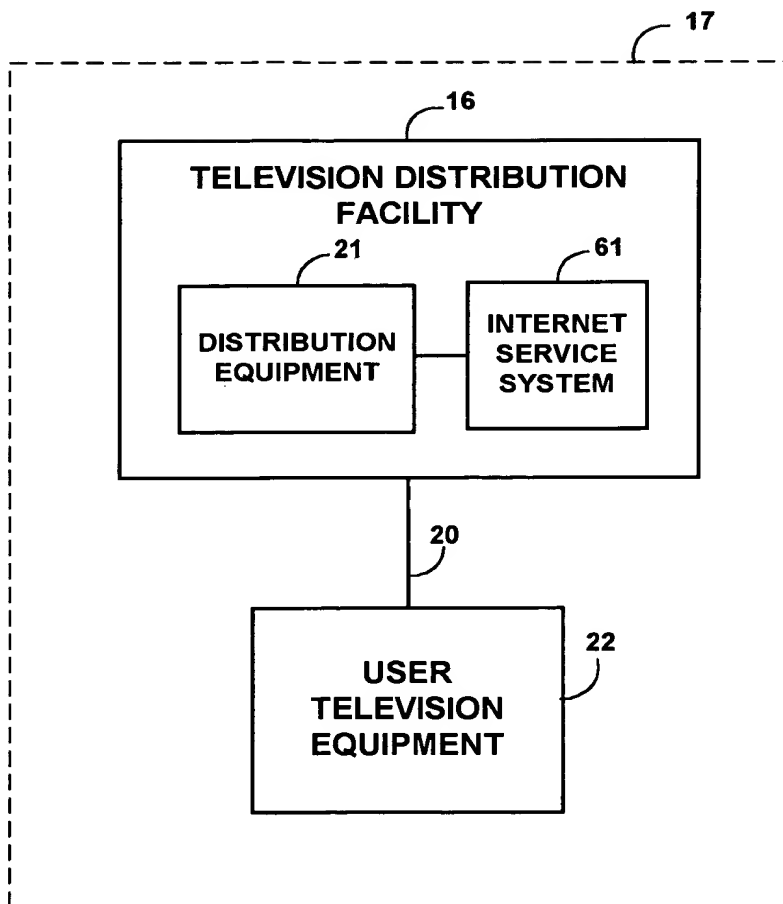 17
16
TELEVISION DISTRIBUTION
FACILITY
21
61
DISTRIBUTION
EQUIPMENT
INTERNET
SERVICE
SYSTEM
20
22
USER
TELEVISION
EQUIPMENT